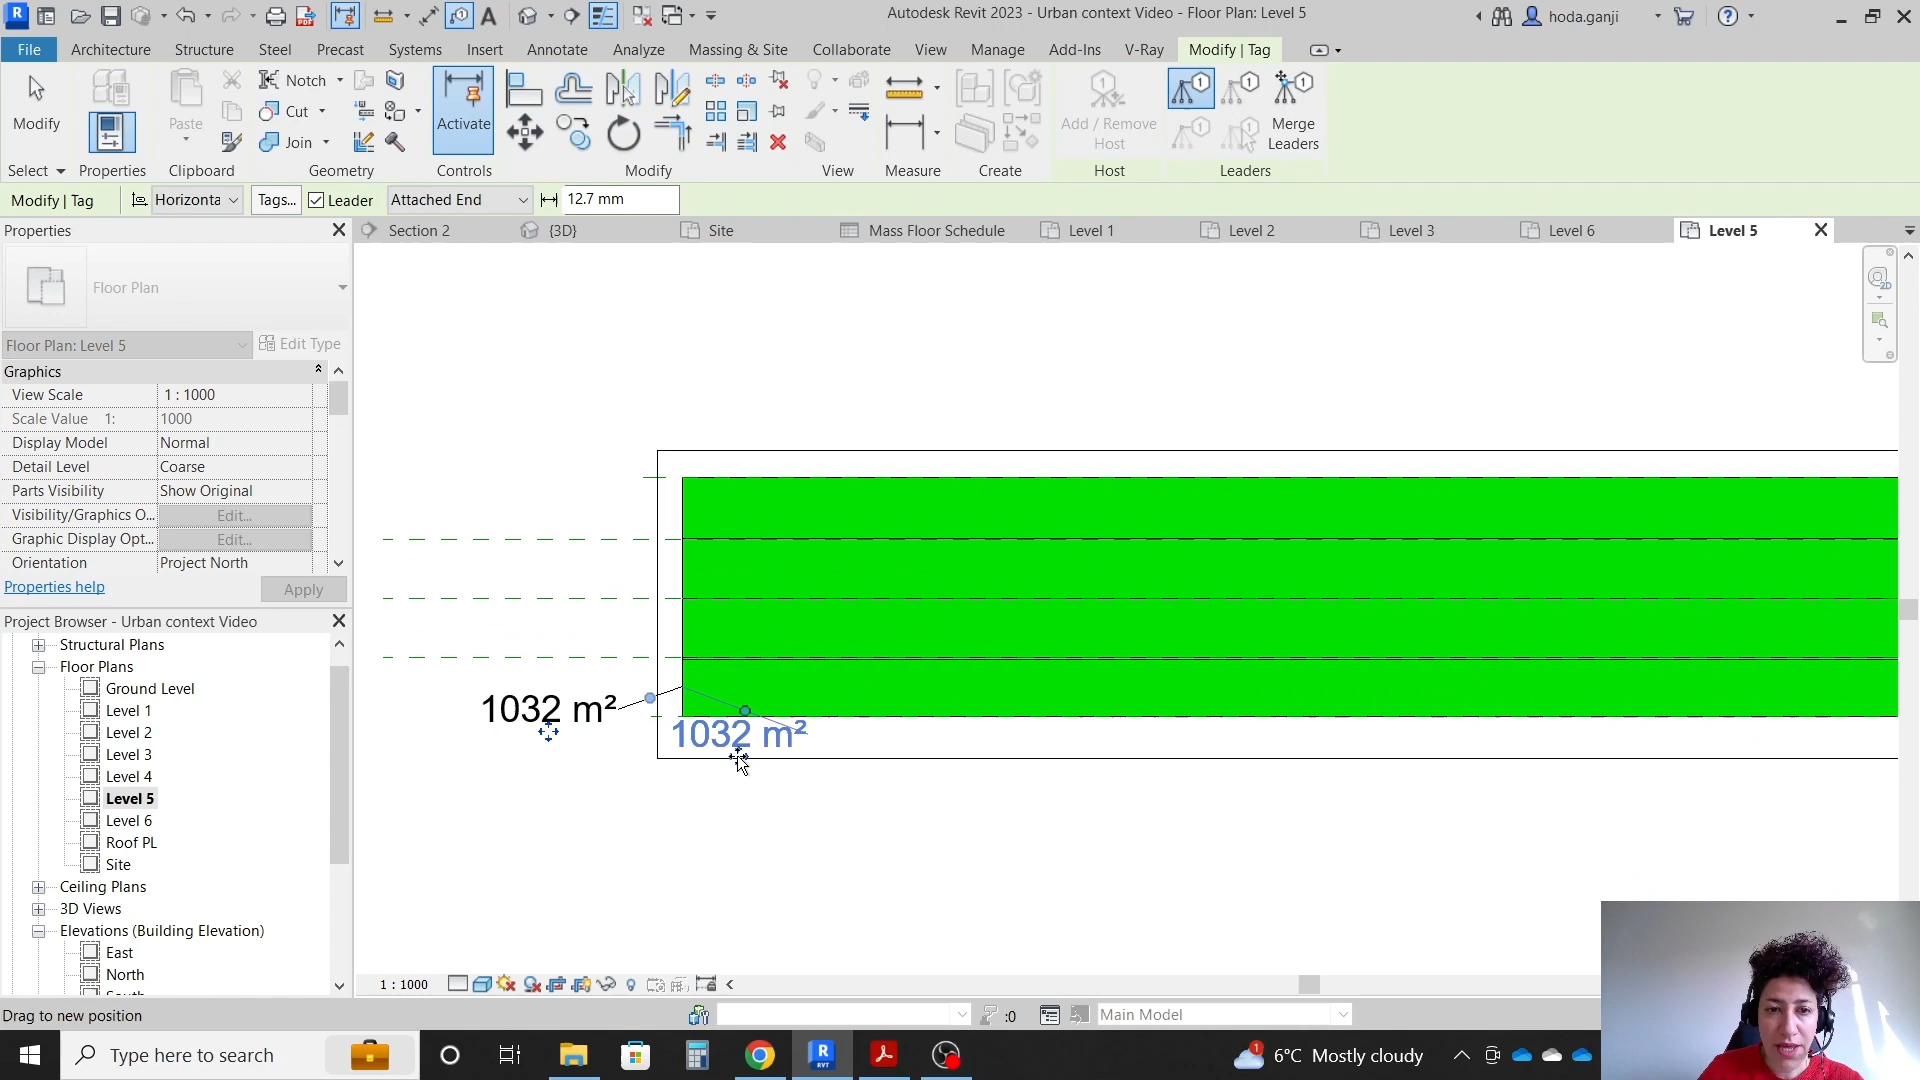 Autodesk Revit 2023 - Urban context Video - Floor Plan: Level 5
hoda.ganji
File Architecture Structure Steel Precast Systems Insert Annotate Analyze Massing & Site Collaborate View Manage Add-Ins V-Ray Modify | Tag
Modify
Paste
Notch
Cut
Join
Activate
Add / Remove
Host
Merge
Leaders
Select Properties Clipboard Geometry Controls Modify View Measure Create Host Leaders
Modify | Tag Horizonta Tags... Leader Attached End 12.7 mm
Properties
Section 2 {3D} Site Mass Floor Schedule Level 1 Level 2 Level 3 Level 6 Level 5
Floor Plan
Floor Plan: Level 5 Edit Type
Graphics
View Scale 1 : 1000
Scale Value 1: 1000
Display Model Normal
Detail Level Coarse
Parts Visibility Show Original
Visibility/Graphics O... Edit...
Graphic Display Opt... Edit...
Orientation Project North
Properties help Apply
Project Browser - Urban context Video
Structural Plans
Floor Plans
Ground Level
Level 1
Level 2
Level 3
Level 4
Level 5
Level 6
Roof PL
Site
Ceiling Plans
3D Views
Elevations (Building Elevation)
East
North
1032 m²
1032 m²
2D
1 : 1000
Drag to new position
:0
Main Model
Type here to search
6°C Mostly cloudy